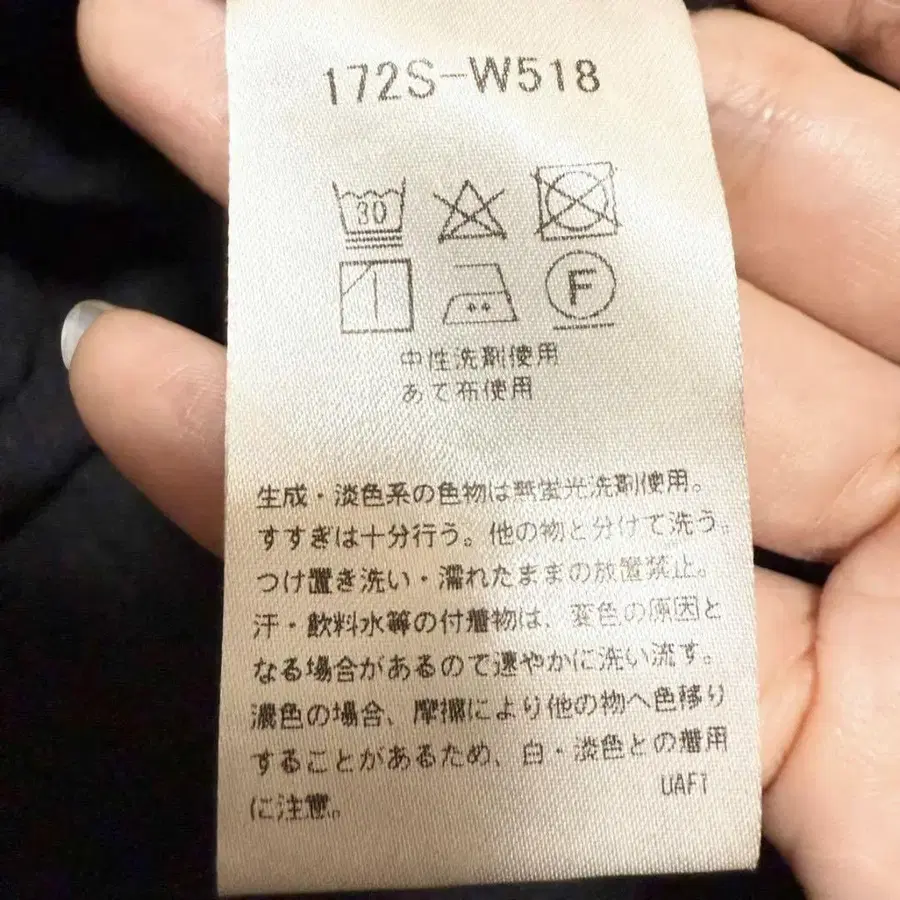 172S-W518
30
F
中性洗剤使用
あて布使用
生成・淡色系の色物は無蛍光洗剤使用。
すすぎは十分行う。他の物と分けて洗う。
つけ置き洗い・濡れたままの放置禁止。
汗・飲料水等の付着物は、変色の原因と
なる場合があるので速やかに洗い流す。
濃色の場合、摩擦により他の物へ色移り
することがあるため、白・淡色との着用
に注意。
UAF1